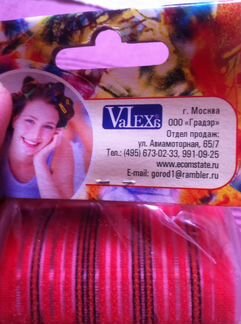 VaLEXa
г. Москва
ООО «Градэр»
Отдел продаж:
ул. Авиамоторная, 65/7
Тел.: (495) 673-02-33, 991-09-25
www.ecomstate.ru
E-mail: gorod1@rambler.ru